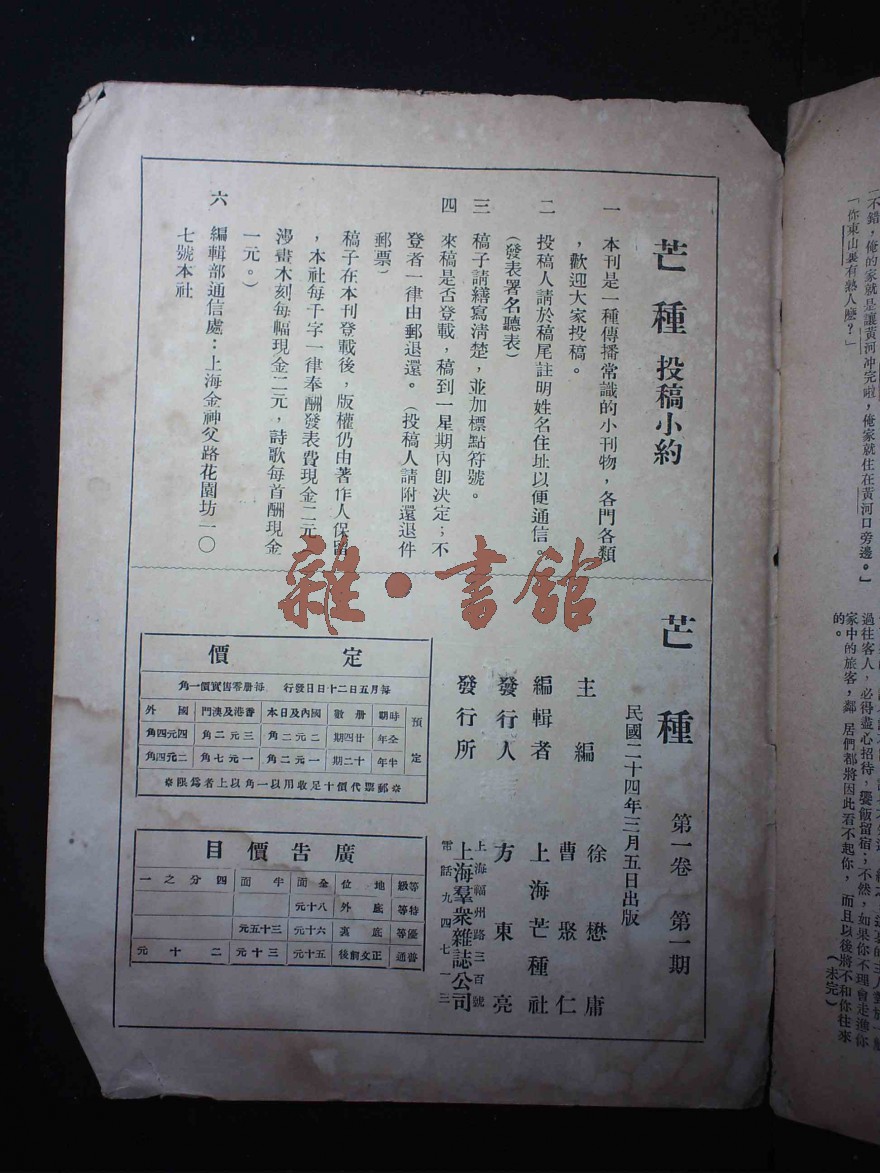 「不錯，俺的家就是讓黃河冲完啦，俺家就住在黃河口旁邊。」
「你東山裏有熟人麽？」
過往客人，必得盡心招待，饗飯留宿；不然，如果你不理會走進你
家中的旅客，鄰居們都將因此看不起你，而且以後將不和你往來
的。
（未完）
芒種 投稿小約
一 本刊是一種傳播常識的小刊物，各門各類
，歡迎大家投稿。
二 投稿人請於稿尾註明姓名住址以便通信
（發表署名聽表）
三 稿子請繕寫清楚，並加標點符號。
四 來稿是否登載，稿到一星期內卽決定；不
登者一律由郵退還。（投稿人請附還退件
郵票）
稿子在本刊登載後，版權仍由著作人保留
，本社每千字一律奉酬發表費現金二元
漫畫木刻每幅現金二元，詩歌每首酬現金
一元。）
六 編輯部通信處：上海金神父路花園坊一〇
七號本社
芒種 第一卷 第一期
民國二十四年三月五日出版
主編 徐懋庸
曹聚仁
編輯者 上海芒種社
發行人 方東亮
發行所 上海羣衆雜誌公司
上海福州路三百號
電話九四七一三
定價
每月五日二十日發行 每册零售實價一角
預定 時期 册數 國內及日本 香港及澳門 國外
全年 廿四期 二元二角 三元二角 四元四角
半年 十二期 一元二角 一元七角 二元四角
※郵票代價十足收用以一角以上者爲限※
廣告價目
等級 地位 全面 半面 四分之一
特等 底外 八十元
優等 底裏 六十元 三十五元
普通 正文前後 五十元 三十元 二十元
雜·書館